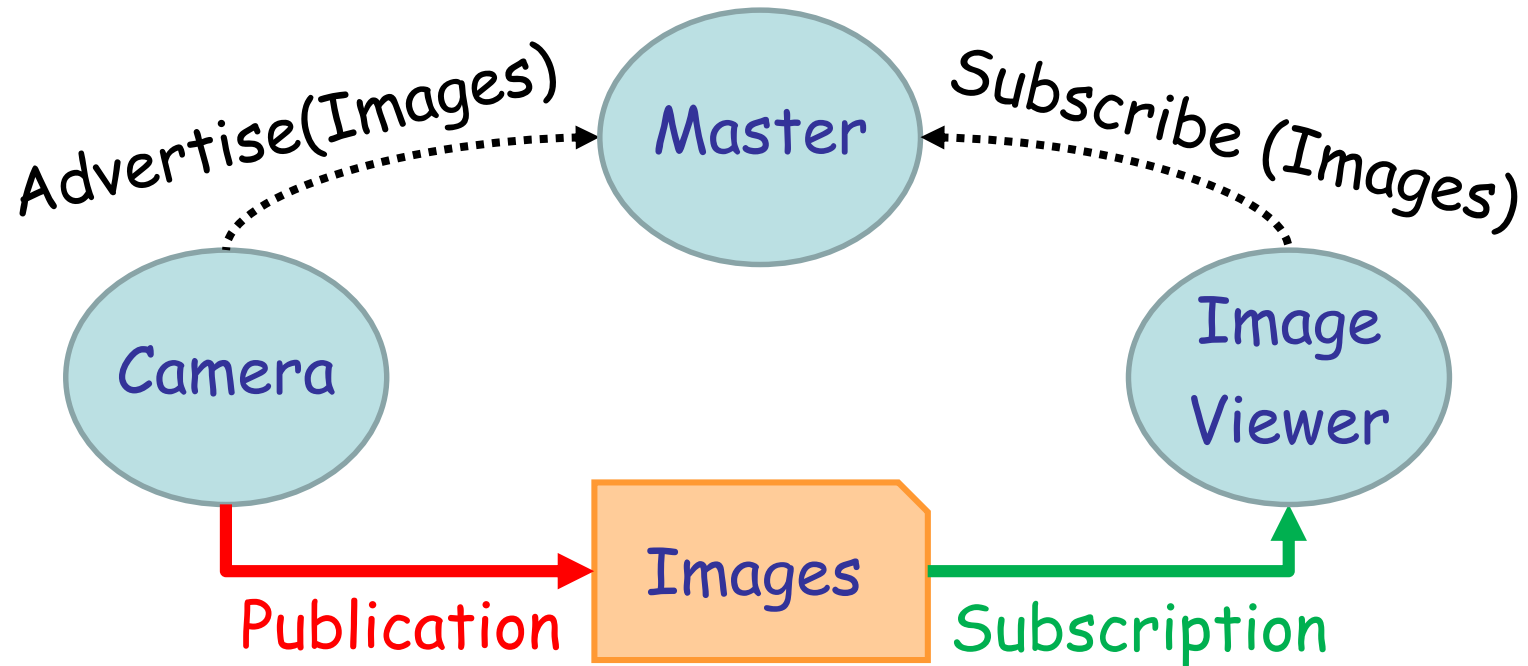 Advertise(Images)
Master
Subscribe (Images)
Camera
Image
Viewer
Images
Publication
Subscription